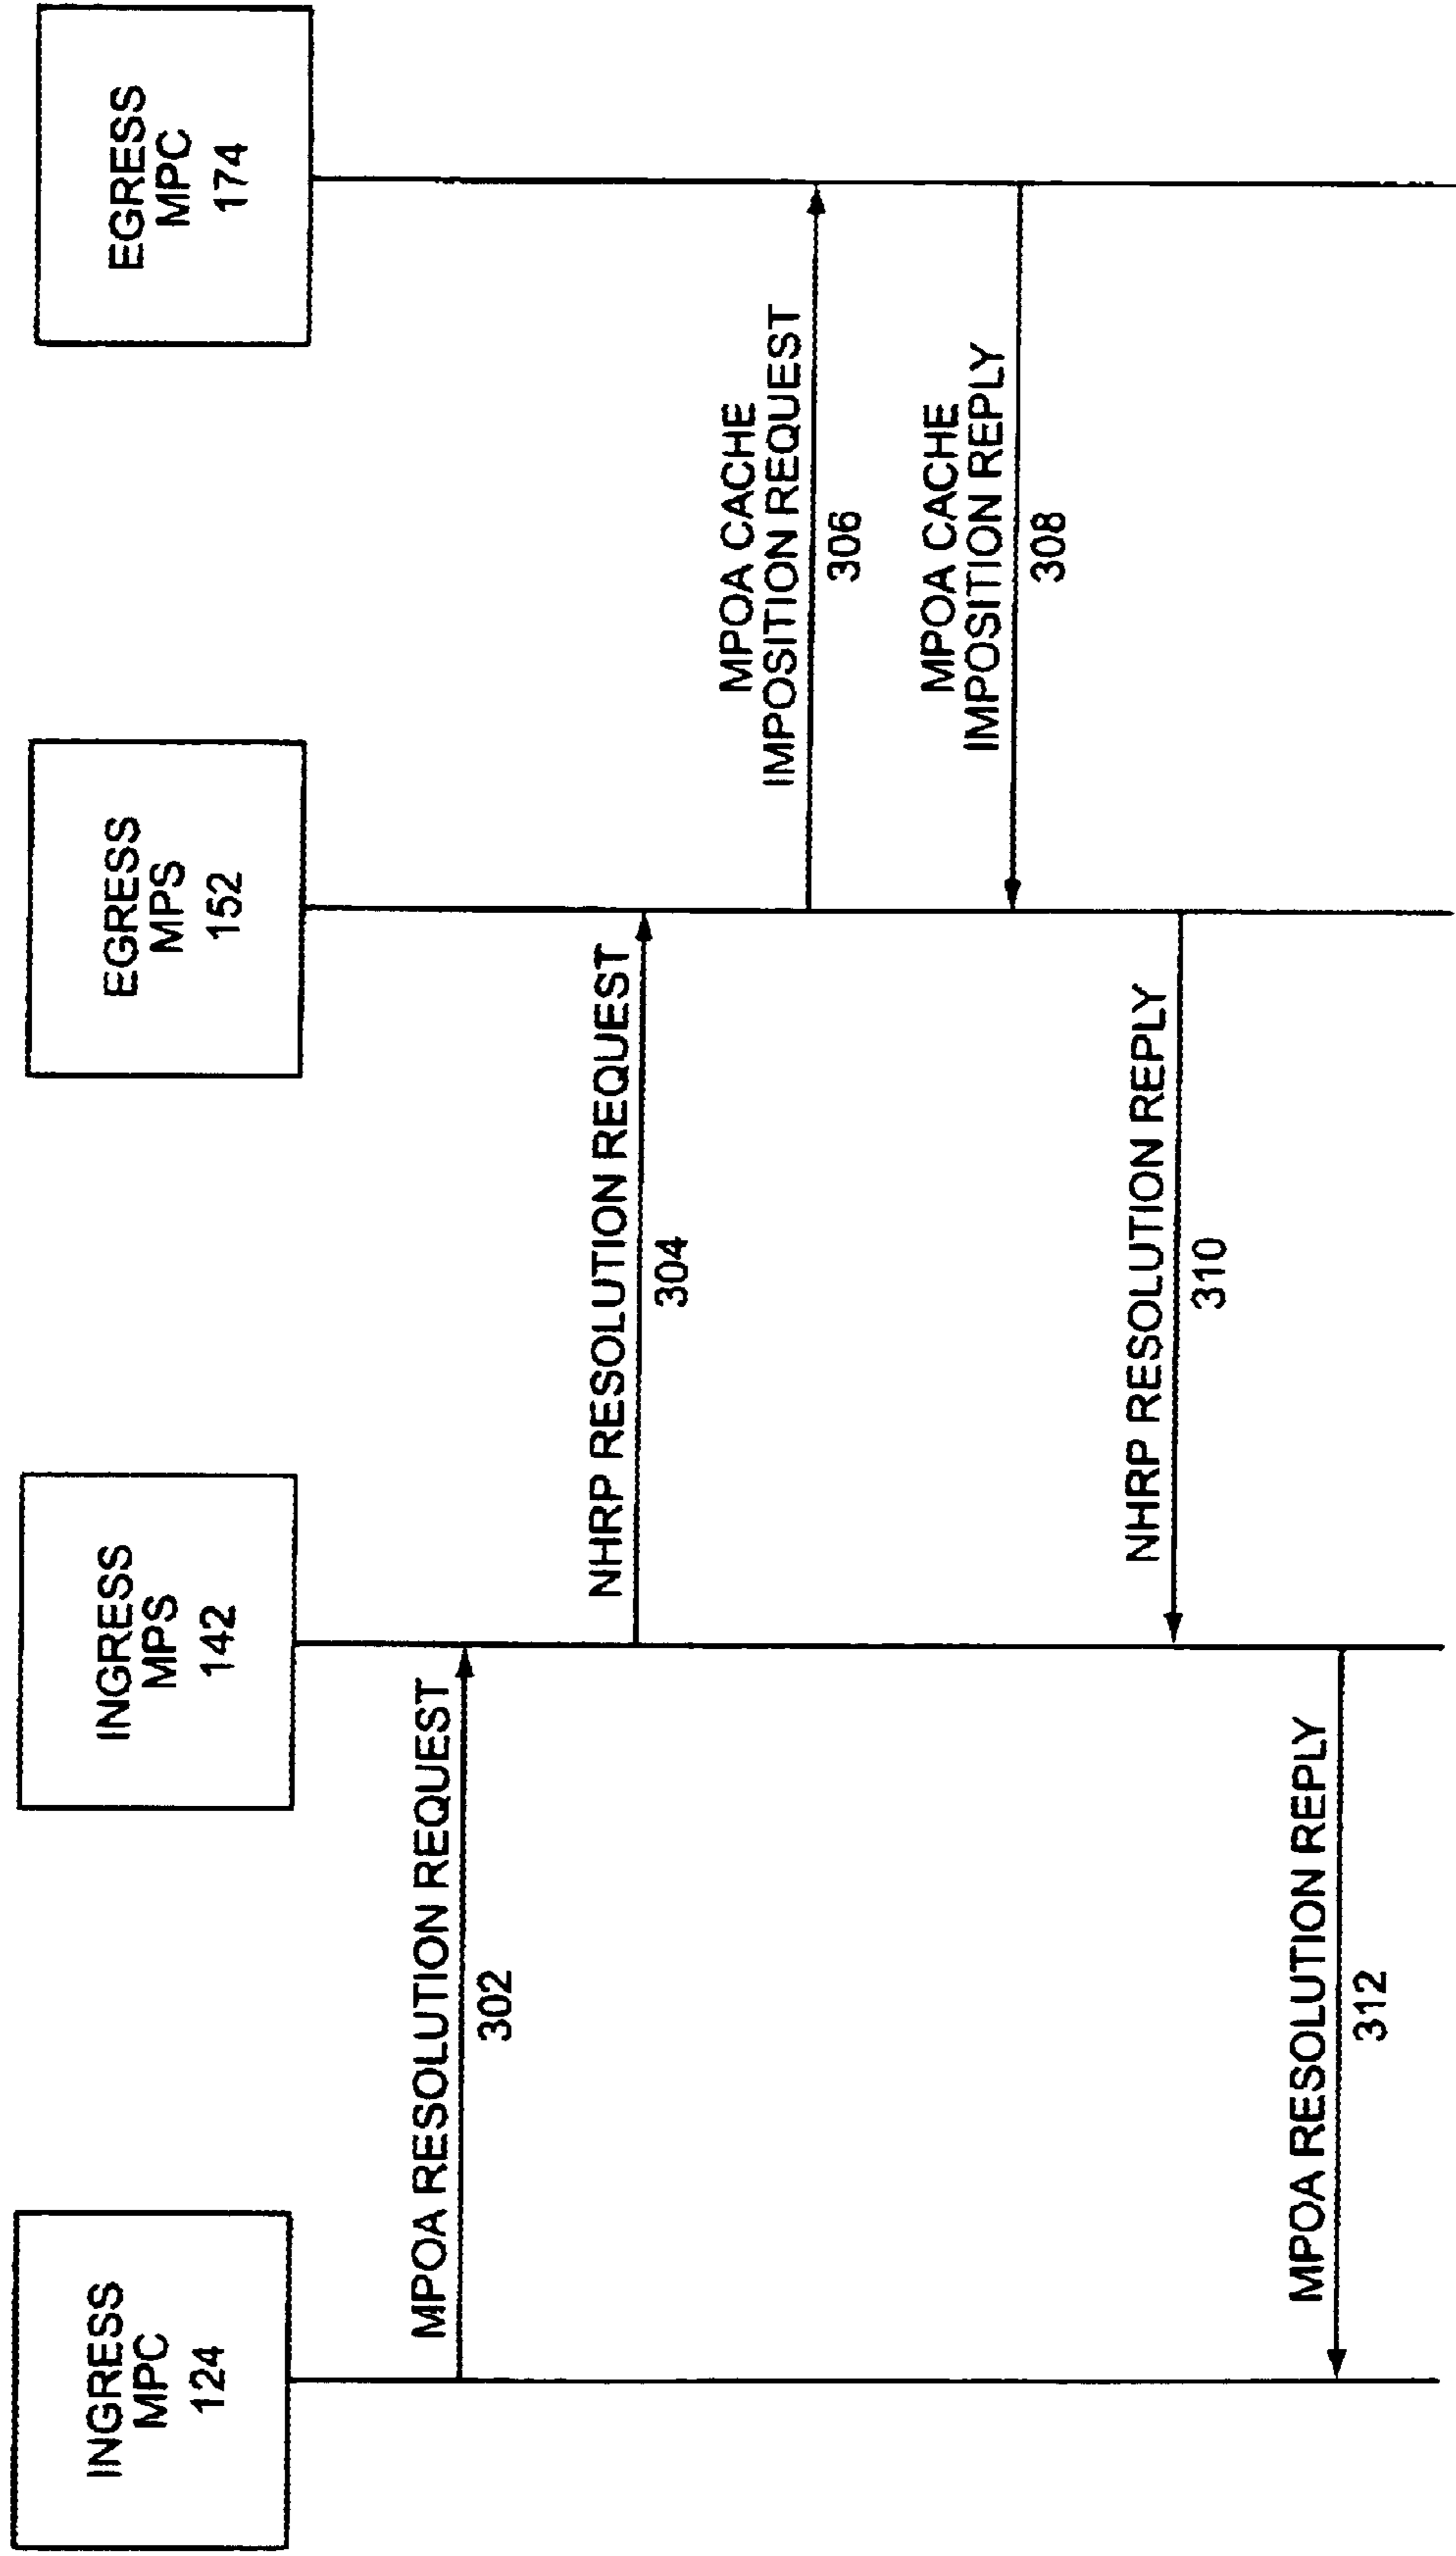 INGRESS
MPC
124
INGRESS
MPS
142
EGRESS
MPS
152
EGRESS
MPC
174
MPOA RESOLUTION REQUEST
302
NHRP RESOLUTION REQUEST
304
MPOA CACHE
IMPOSITION REQUEST
306
MPOA CACHE
IMPOSITION REPLY
308
NHRP RESOLUTION REPLY
310
MPOA RESOLUTION REPLY
312